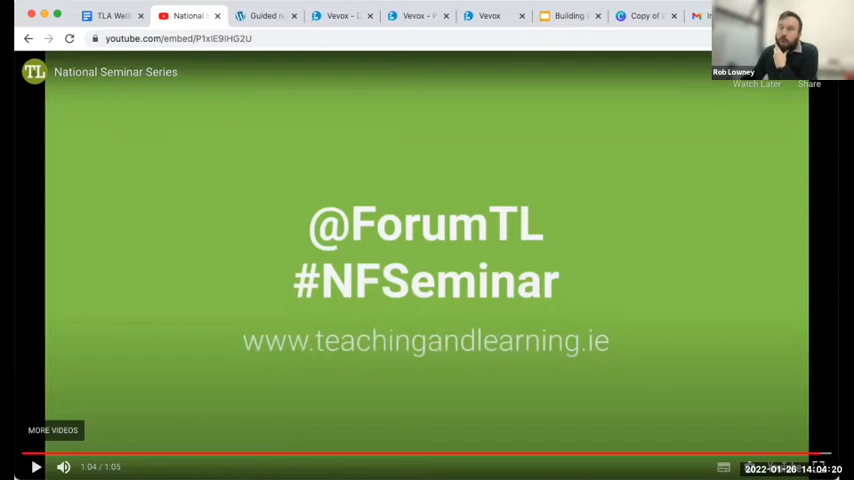 TLA Well
National
Guided
Vevox - D
Vevox - P
Vevox
Building
Copy of
youtube.com/embed/P1xIE9IHG2U
Rob Lowney
TL National Seminar Series
Watch Later
Share
@ForumTL
#NFSeminar
www.teachingandlearning.ie
MORE VIDEOS
1:04 / 1:05
2022-01-26 14:04:20